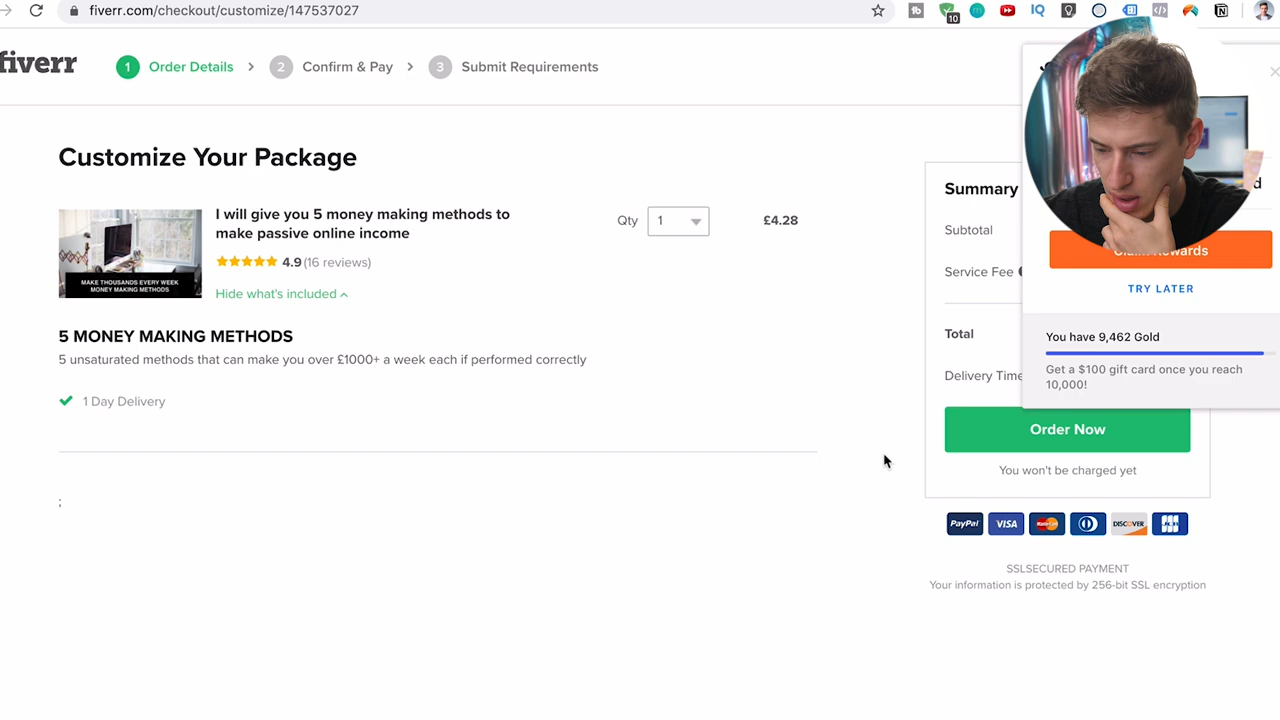 fiverr.com/checkout/customize/147537027
10
fiverr
1 Order Details > 2 Confirm & Pay > 3 Submit Requirements
Customize Your Package
I will give you 5 money making methods to
make passive online income
Qty 1 £4.28
4.9 (16 reviews)
MAKE THOUSANDS EVERY WEEK
MONEY MAKING METHODS
Hide what's included
5 MONEY MAKING METHODS
5 unsaturated methods that can make you over £1000+ a week each if performed correctly
1 Day Delivery
;
Summary
Subtotal
Service Fee
Total
Delivery Time
Rewards
TRY LATER
You have 9,462 Gold
Get a $100 gift card once you reach
10,000!
Order Now
You won't be charged yet
PayPal VISA MasterCard DISCOVER JCB
SSLSECURED PAYMENT
Your information is protected by 256-bit SSL encryption